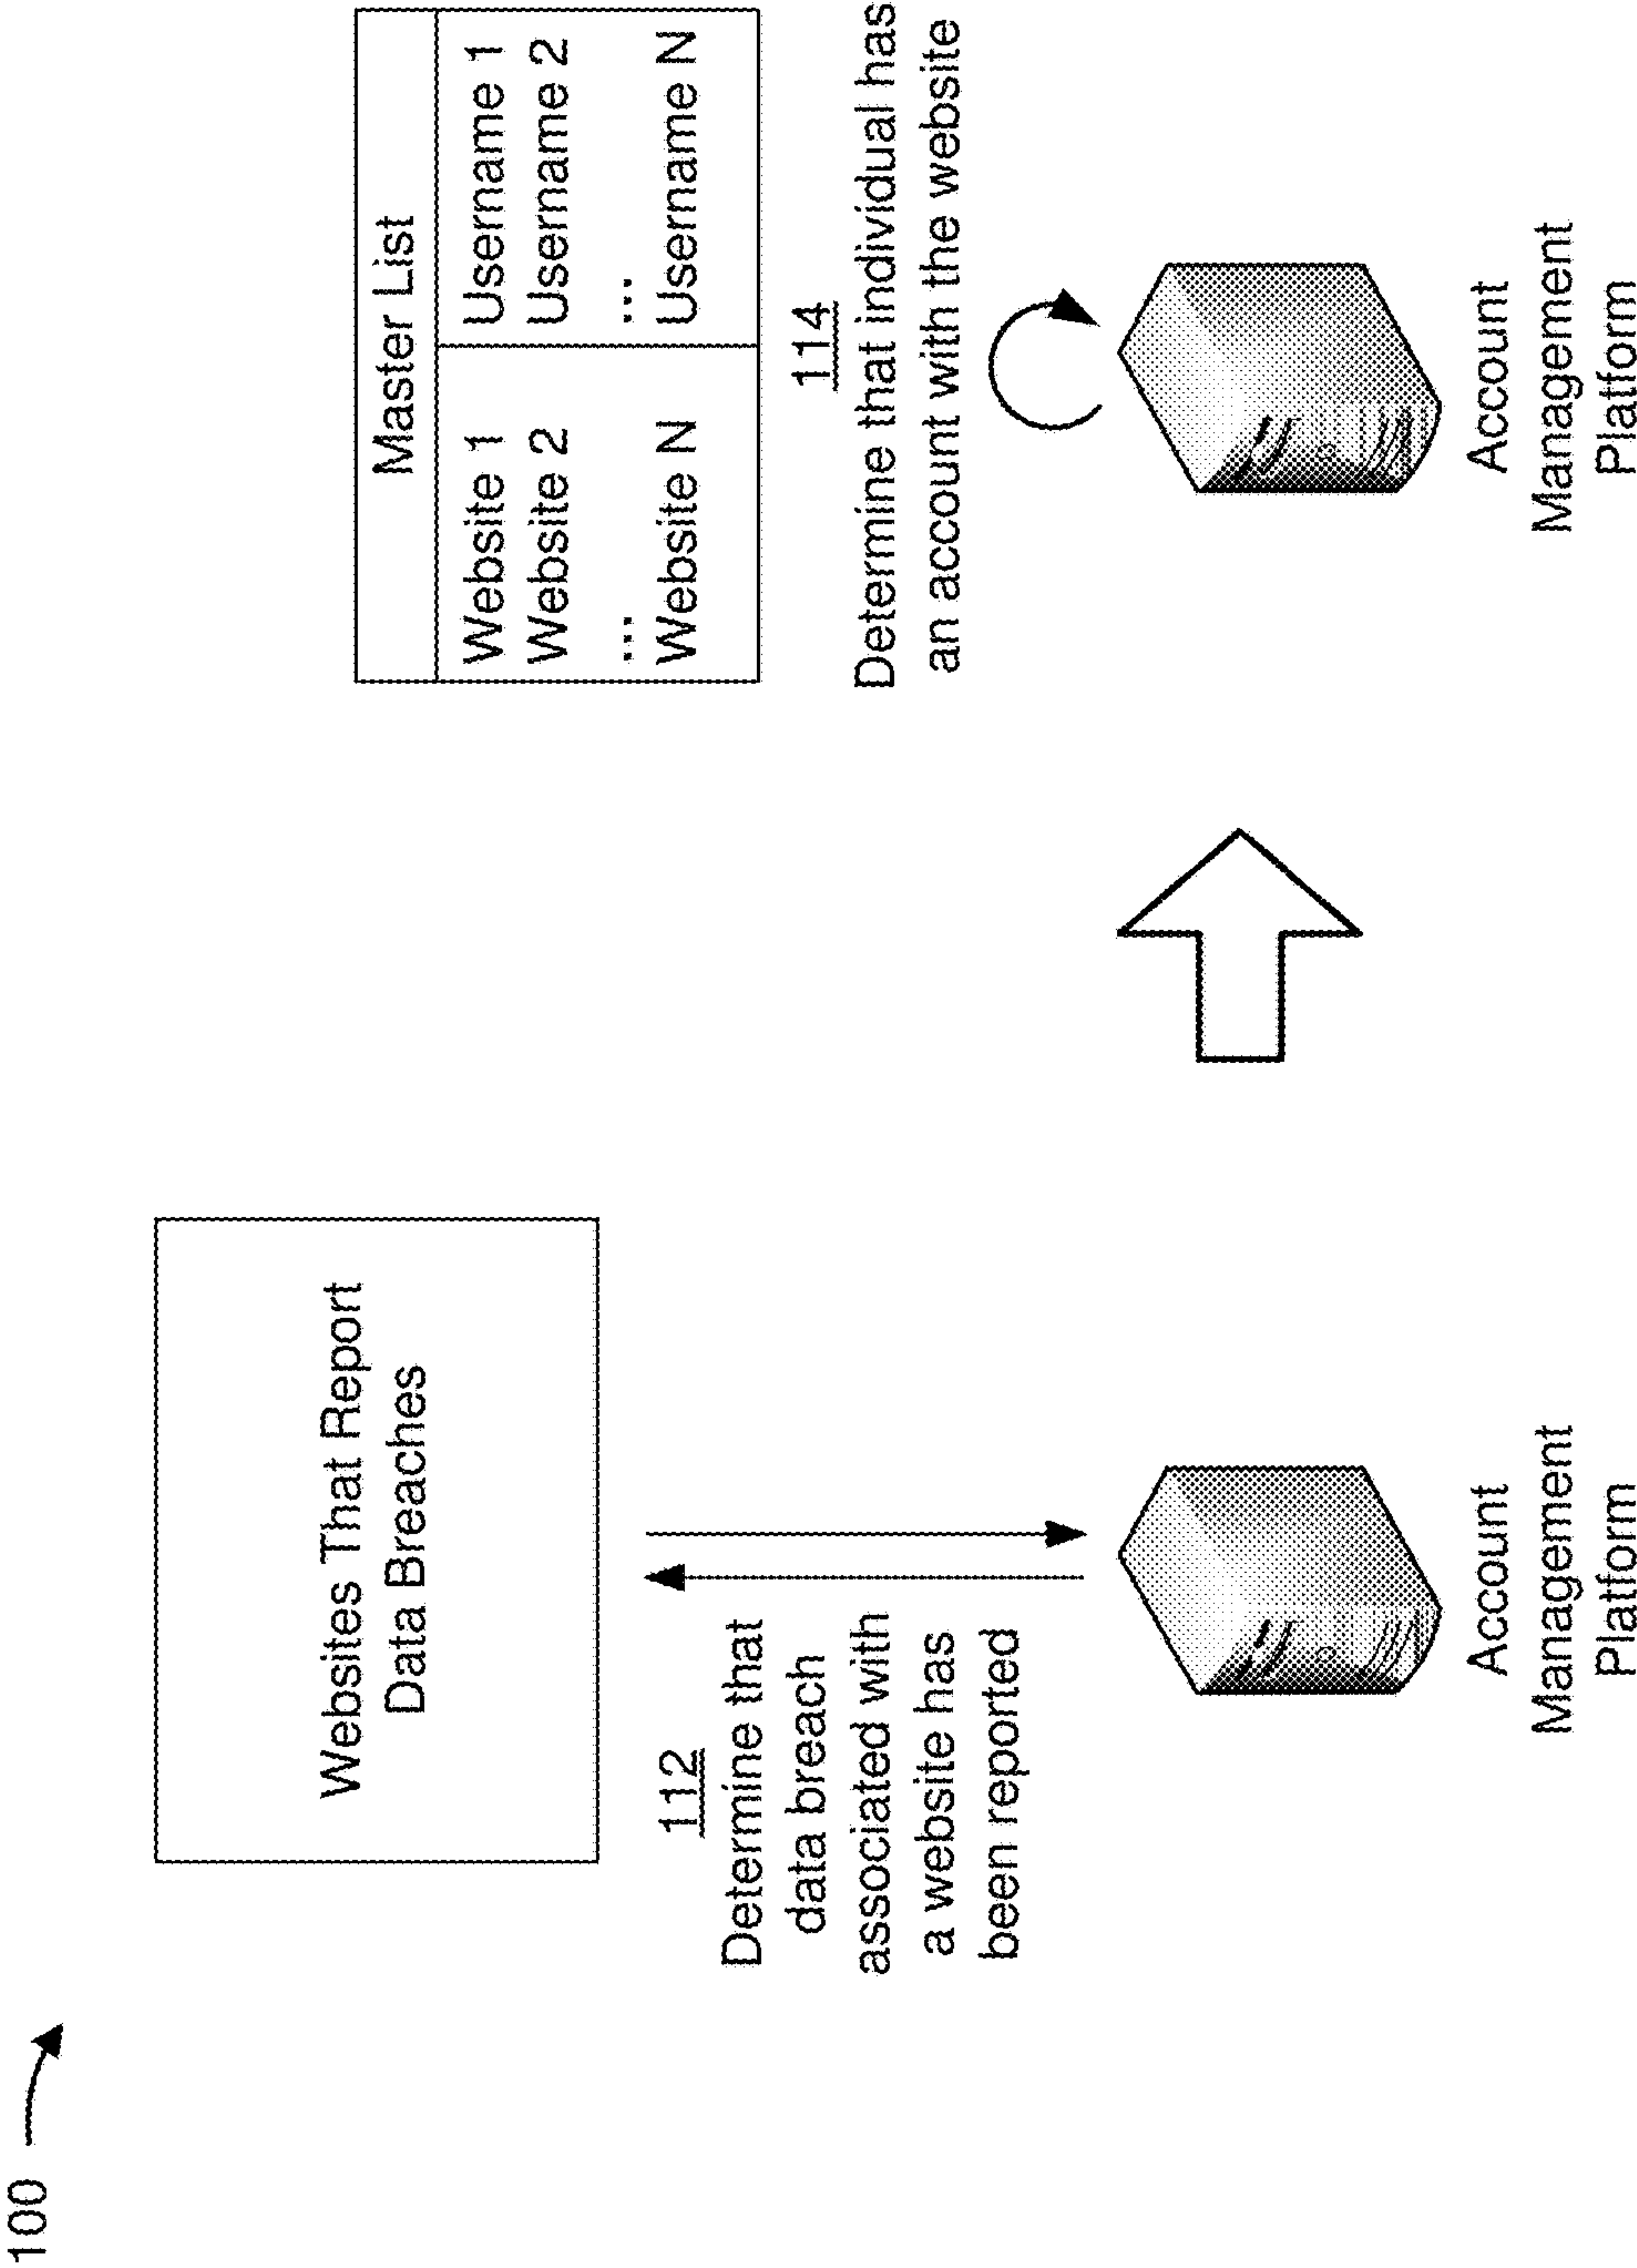 100
Websites That Report
Data Breaches
112
Determine that
data breach
associated with
a website has
been reported
Account
Management
Platform
Master List
Website 1 Username 1
Website 2 Username 2
... ...
Website N Username N
114
Determine that individual has
an account with the website
Account
Management
Platform